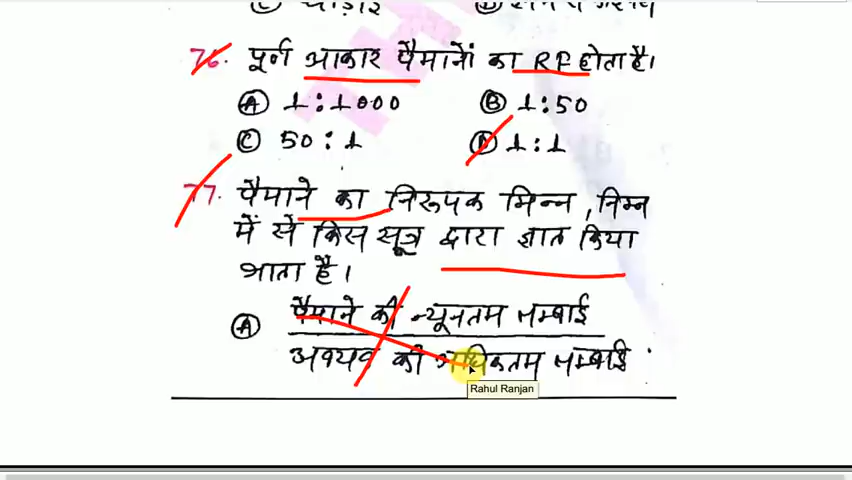 76. पूर्ण आकार पैमानों का RF होता है।
(A) 1:1000 (B) 1:50
(C) 50:1 (D) 1:1
77. पैमाने का निरूपक भिन्न, निम्न
में से किस सूत्र द्वारा ज्ञात किया
जाता है।
(A) पैमाने की न्यूनतम लम्बाई
अवयव की अधिकतम लम्बाई
Rahul Ranjan